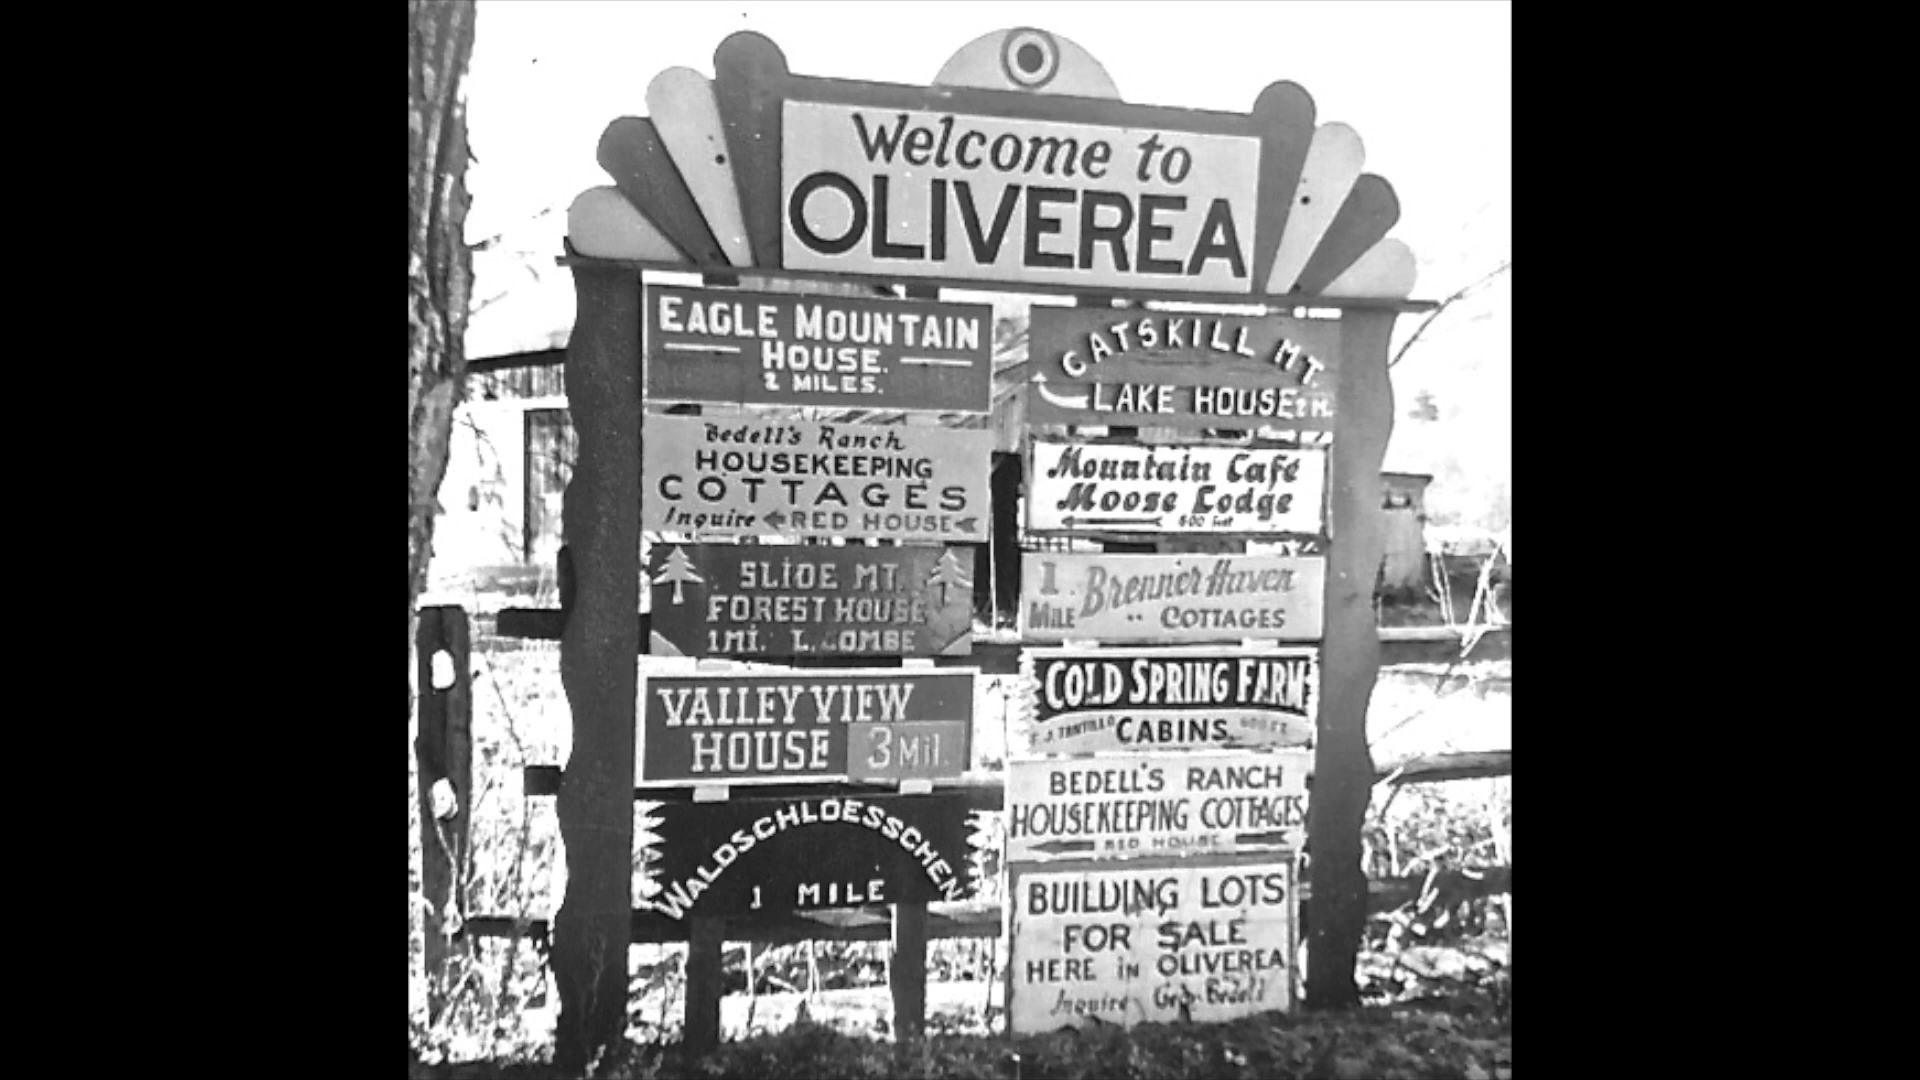 Welcome to
OLIVEREA
EAGLE MOUNTAIN
HOUSE.
2 MILES.
Bedell's Ranch
HOUSEKEEPING
COTTAGES
Inquire RED HOUSE
SLIDE MT.
FOREST HOUSE
1 Mi. L.
VALLEY VIEW
HOUSE 3 Mil.
WALDSCHLOESSCHEN
1 MILE
CATSKILL MT.
LAKE HOUSE 2 M.
Mountain Café
Moose Lodge
500 feet
1 Brenner Haven
MILE COTTAGES
COLD SPRING FARM
CABINS
BEDELL'S RANCH
HOUSEKEEPING COTTAGES
RED HOUSE
BUILDING LOTS
FOR SALE
HERE iN OLIVEREA
Inquire Geo. Bedell